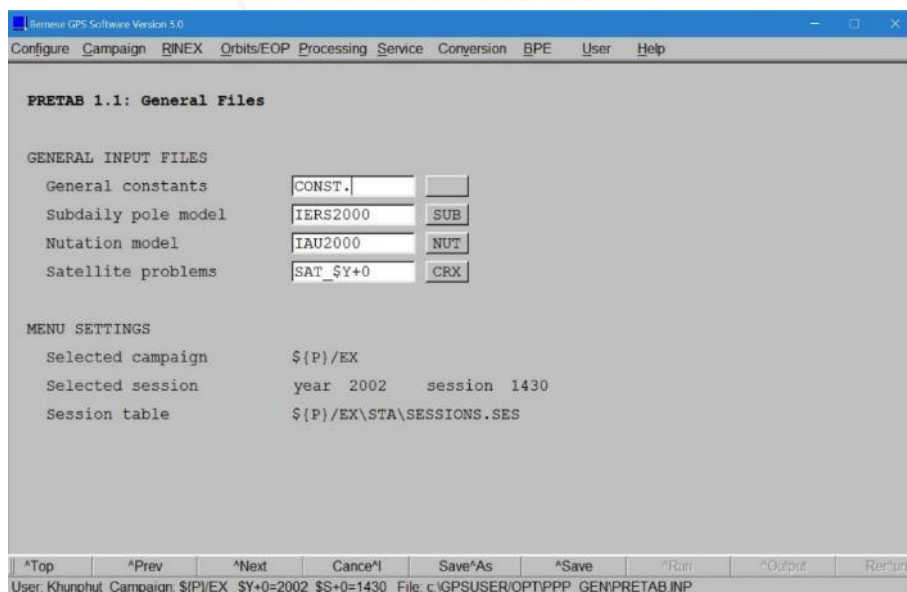 Bernese GPS Software Version 5.0
Configure Campaign RINEX Orbits/EOP Processing Service Conversion BPE User Help
PRETAB 1.1: General Files
GENERAL INPUT FILES
General constants CONST.
Subdaily pole model IERS2000 SUB
Nutation model IAU2000 NUT
Satellite problems SAT_$Y+0 CRX
MENU SETTINGS
Selected campaign ${P}/EX
Selected session year 2002 session 1430
Session table ${P}/EX\STA\SESSIONS.SES
^Top ^Prev ^Next Cance^l Save^As ^Save ^Run ^Output Rer^un
User: Khunphut Campaign: ${P}/EX $Y+0=2002 $S+0=1430 File: c:\GPSUSER/OPT\PPP_GEN\PRETAB.INP